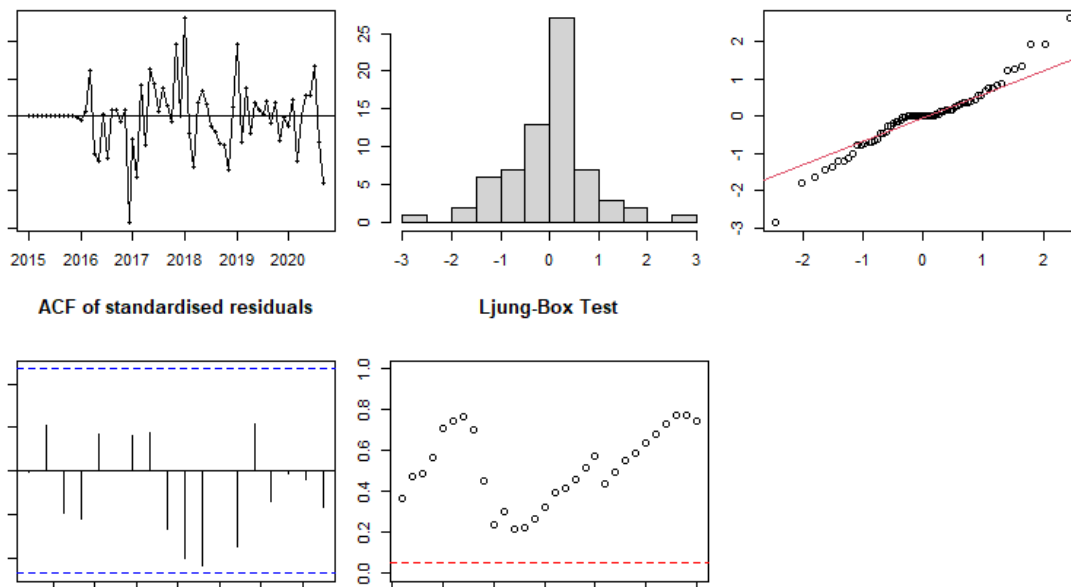 2015 2016 2017 2018 2019 2020
0 5 10 15 20 25
-3 -2 -1 0 1 2 3
-3 -2 -1 0 1 2
-2 -1 0 1 2
ACF of standardised residuals
Ljung-Box Test
0.0 0.2 0.4 0.6 0.8 1.0